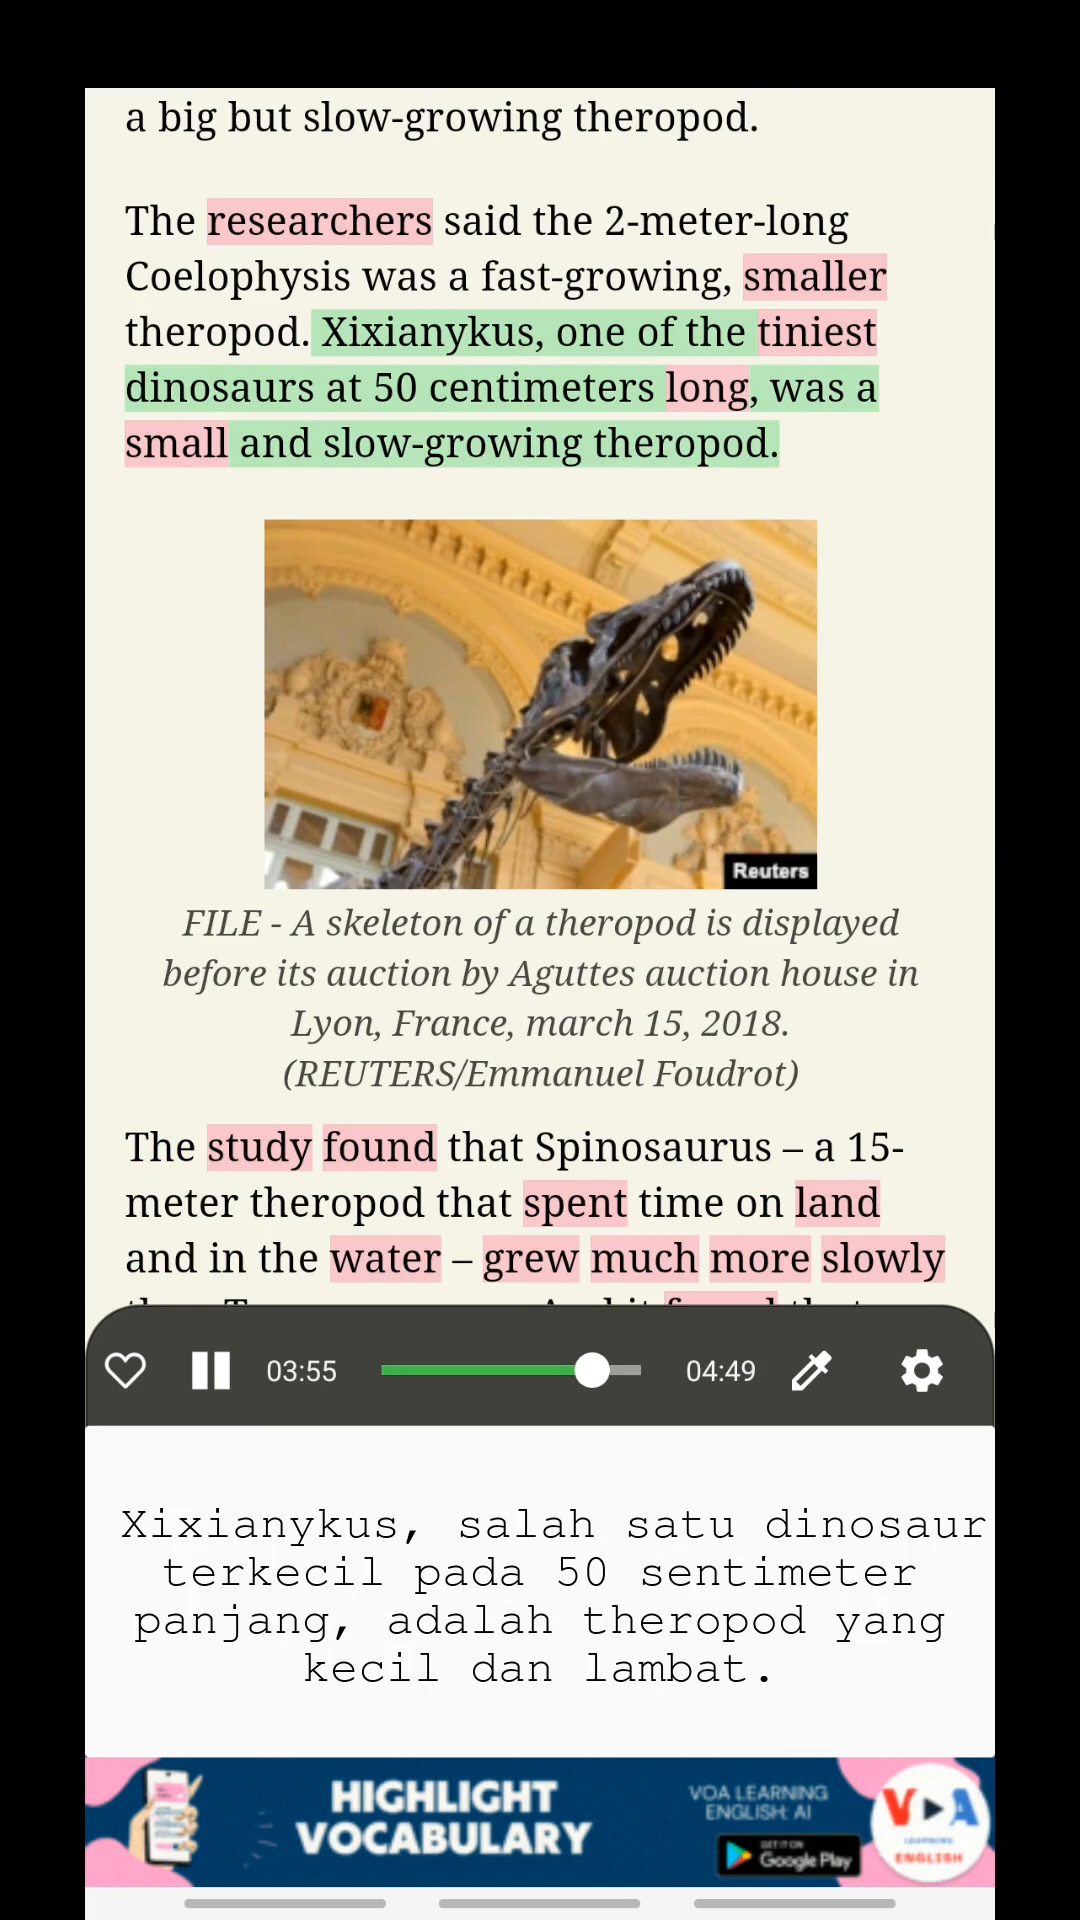 a big but slow-growing theropod.
The researchers said the 2-meter-long
Coelophysis was a fast-growing, smaller
theropod. Xixianykus, one of the tiniest
dinosaurs at 50 centimeters long, was a
small and slow-growing theropod.
Reuters
FILE - A skeleton of a theropod is displayed
before its auction by Aguttes auction house in
Lyon, France, march 15, 2018.
(REUTERS/Emmanuel Foudrot)
The study found that Spinosaurus – a 15-
meter theropod that spent time on land
and in the water – grew much more slowly
03:55
04:49
Xixianykus, salah satu dinosaur
terkecil pada 50 sentimeter
panjang, adalah theropod yang
kecil dan lambat.
HIGHLIGHT
VOCABULARY
VOA LEARNING
ENGLISH: AI
GET IT ON
Google Play
VOA
LEARNING
ENGLISH